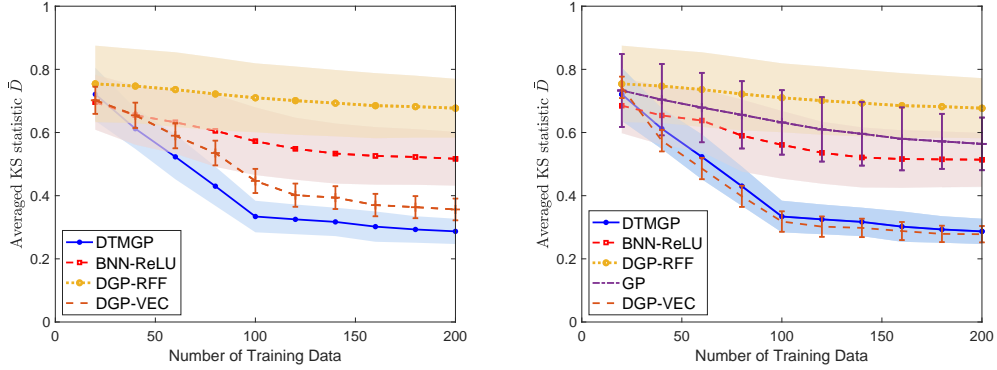 Averaged KS statistic D̄
1
0.8
0.6
0.4
0.2
0
0
50
100
150
200
Number of Training Data
DTMGP
BNN-ReLU
DGP-RFF
DGP-VEC
Averaged KS statistic D̄
1
0.8
0.6
0.4
0.2
0
0
50
100
150
200
Number of Training Data
DTMGP
BNN-ReLU
DGP-RFF
GP
DGP-VEC